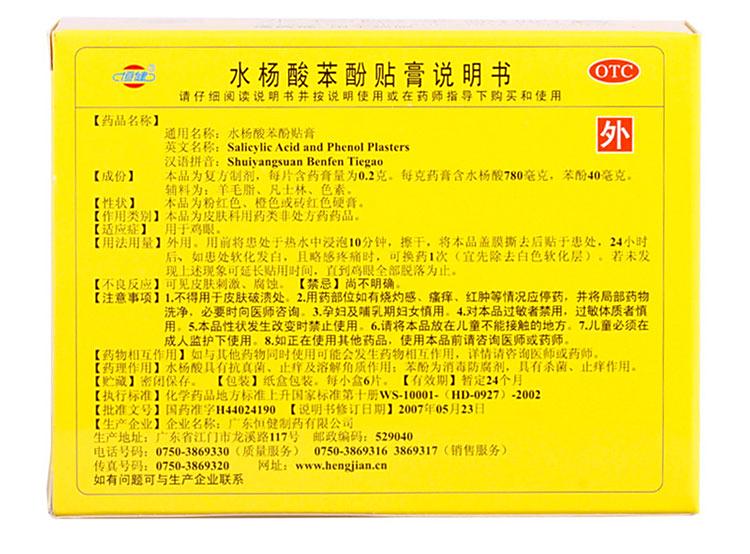 恒健
水杨酸苯酚贴膏说明书
OTC
请仔细阅读说明书并按说明使用或在药师指导下购买和使用
外
【药品名称】
通用名称：水杨酸苯酚贴膏
英文名称：Salicylic Acid and Phenol Plasters
汉语拼音：Shuiyangsuan Benfen Tiegao
【成份】 本品为复方制剂，每片含药膏量为0.2克。每克药膏含水杨酸780毫克，苯酚40毫克。
辅料为：羊毛脂、凡士林、色素。
【性状】 本品为粉红色、橙色或砖红色硬膏。
【作用类别】 本品为皮肤科用药类非处方药药品。
【适应症】 用于鸡眼。
【用法用量】 外用。用前将患处于热水中浸泡10分钟，擦干，将本品盖膜撕去后贴于患处，24小时
后，如患处软化发白，且略感疼痛时，可换药1次（宜先除去白色软化层）。若未发
现上述现象可延长贴用时间，直到鸡眼全部脱落为止。
【不良反应】 可见皮肤刺激、腐蚀。 【禁忌】 尚不明确。
【注意事项】 1.不得用于皮肤破溃处。2.用药部位如有烧灼感、瘙痒、红肿等情况应停药，并将局部药物
洗净，必要时向医师咨询。3.孕妇及哺乳期妇女慎用。4.对本品过敏者禁用，过敏体质者慎
用。5.本品性状发生改变时禁止使用。6.请将本品放在儿童不能接触的地方。7.儿童必须在
成人监护下使用。8.如正在使用其他药品，使用本品前请咨询医师或药师。
【药物相互作用】 如与其他药物同时使用可能会发生药物相互作用，详情请咨询医师或药师。
【药理作用】 水杨酸具有抗真菌、止痒及溶解角质作用；苯酚为消毒防腐剂，具有杀菌、止痒作用。
【贮藏】 密闭保存。 【包装】 纸盒包装。每小盒6片。 【有效期】 暂定24个月
【执行标准】 化学药品地方标准上升国家标准第十册WS-10001-（HD-0927）-2002
【批准文号】 国药准字H44024190 【说明书修订日期】 2007年05月23日
【生产企业】 企业名称：广东恒健制药有限公司
生产地址：广东省江门市龙溪路117号 邮政编码：529040
电话号码：0750-3869330（质量服务） 0750-3869316 3869317（销售服务）
传真号码：0750-3869320 网址：www.hengjian.cn
如有问题可与生产企业联系